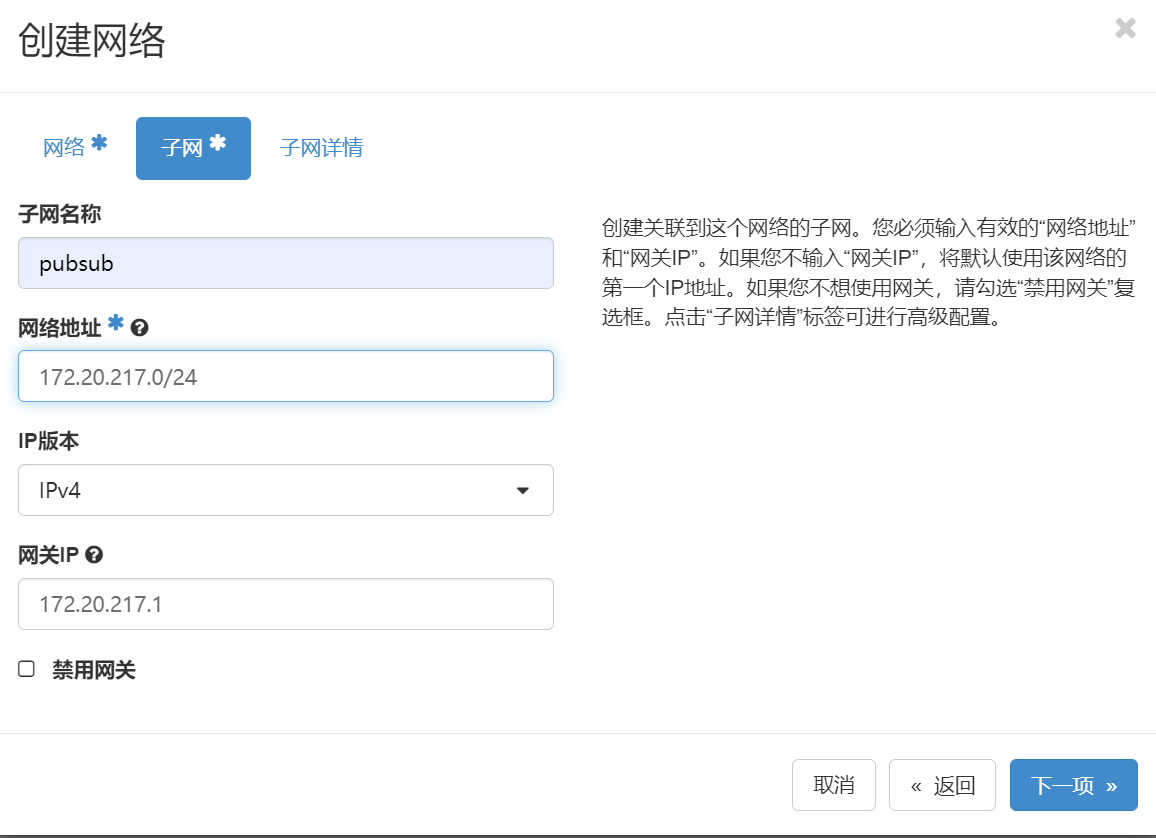 创建网络
网络 * 子网 * 子网详情
子网名称
pubsub
网络地址 *
172.20.217.0/24
IP版本
IPv4
网关IP
172.20.217.1
禁用网关
创建关联到这个网络的子网。您必须输入有效的“网络地址”
和“网关IP”。如果您不输入“网关IP”，将默认使用该网络的
第一个IP地址。如果您不想使用网关，请勾选“禁用网关”复
选框。点击“子网详情”标签可进行高级配置。
取消 « 返回 下一项 »